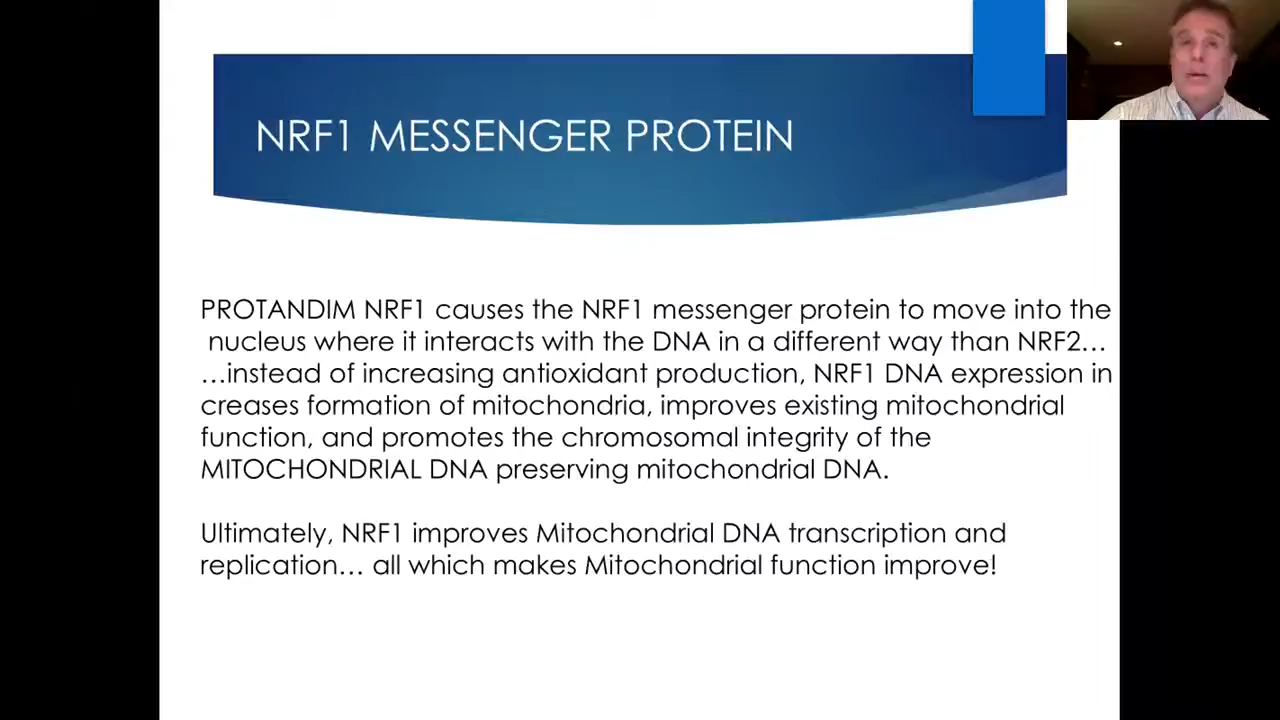 NRF1 MESSENGER PROTEIN
PROTANDIM NRF1 causes the NRF1 messenger protein to move into the
nucleus where it interacts with the DNA in a different way than NRF2…
…instead of increasing antioxidant production, NRF1 DNA expression in
creases formation of mitochondria, improves existing mitochondrial
function, and promotes the chromosomal integrity of the
MITOCHONDRIAL DNA preserving mitochondrial DNA.
Ultimately, NRF1 improves Mitochondrial DNA transcription and
replication… all which makes Mitochondrial function improve!